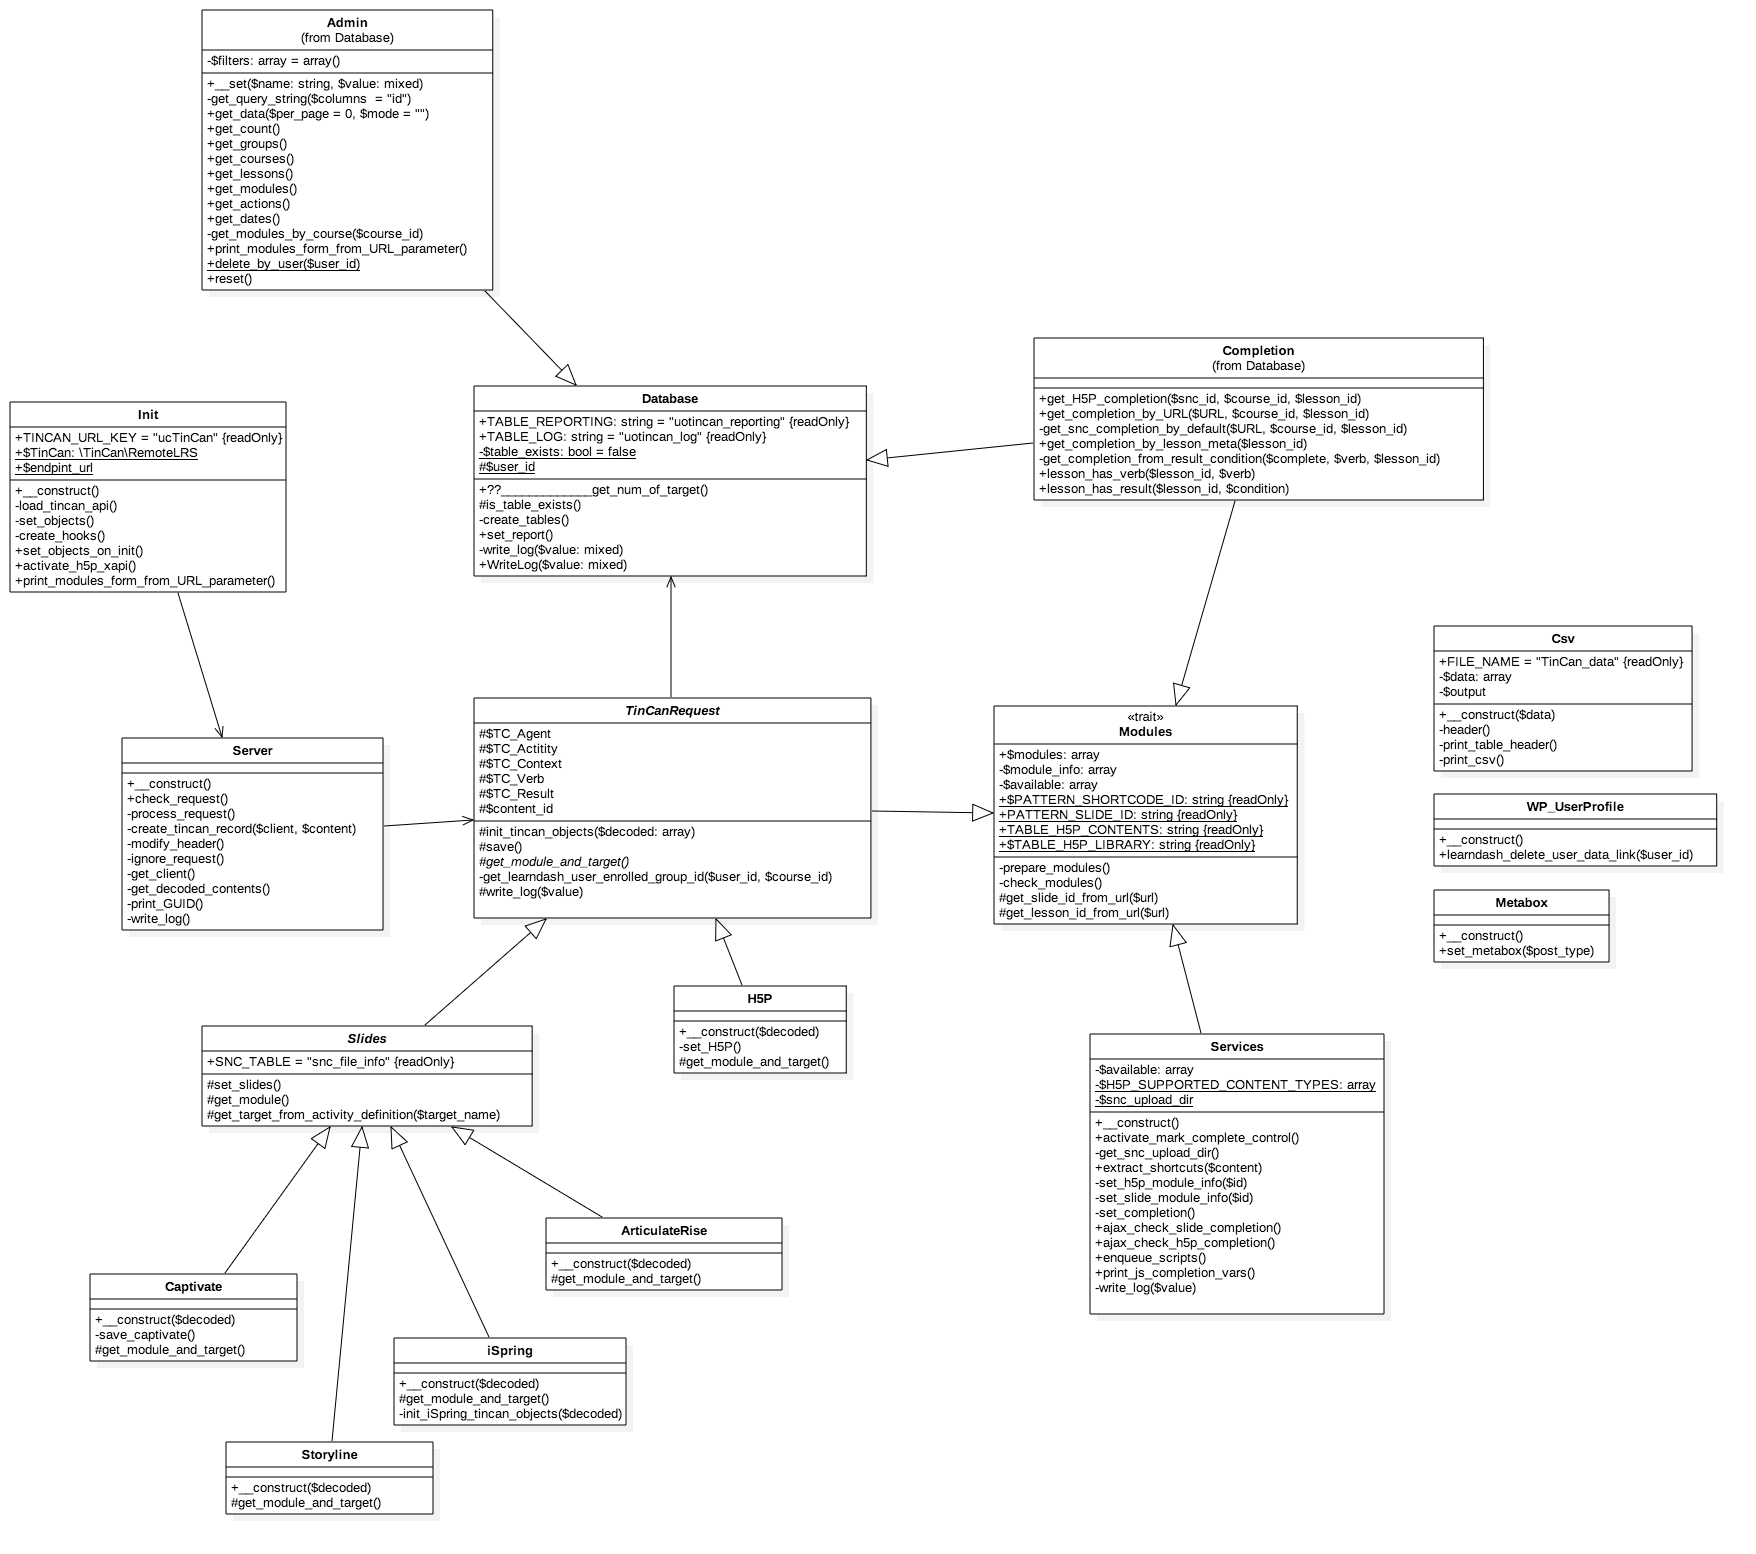 Admin
(from Database)
-$filters: array = array()
+__set($name: string, $value: mixed)
-get_query_string($columns  = "id")
+get_data($per_page = 0, $mode = "")
+get_count()
+get_groups()
+get_courses()
+get_lessons()
+get_modules()
+get_actions()
+get_dates()
-get_modules_by_course($course_id)
+print_modules_form_from_URL_parameter()
+delete_by_user($user_id)
+reset()
Completion
(from Database)
+get_H5P_completion($snc_id, $course_id, $lesson_id)
+get_completion_by_URL($URL, $course_id, $lesson_id)
-get_snc_completion_by_default($URL, $course_id, $lesson_id)
+get_completion_by_lesson_meta($lesson_id)
-get_completion_from_result_condition($complete, $verb, $lesson_id)
+lesson_has_verb($lesson_id, $verb)
+lesson_has_result($lesson_id, $condition)
Database
+TABLE_REPORTING: string = "uotincan_reporting" {readOnly}
+TABLE_LOG: string = "uotincan_log" {readOnly}
-$table_exists: bool = false
#$user_id
+??_____________get_num_of_target()
#is_table_exists()
-create_tables()
+set_report()
-write_log($value: mixed)
+WriteLog($value: mixed)
Init
+TINCAN_URL_KEY = "ucTinCan" {readOnly}
+$TinCan: \TinCan\RemoteLRS
+$endpint_url
+__construct()
-load_tincan_api()
-set_objects()
-create_hooks()
+set_objects_on_init()
+activate_h5p_xapi()
+print_modules_form_from_URL_parameter()
Csv
+FILE_NAME = "TinCan_data" {readOnly}
-$data: array
-$output
+__construct($data)
-header()
-print_table_header()
-print_csv()
TinCanRequest
#$TC_Agent
#$TC_Actitity
#$TC_Context
#$TC_Verb
#$TC_Result
#$content_id
#init_tincan_objects($decoded: array)
#save()
#get_module_and_target()
-get_learndash_user_enrolled_group_id($user_id, $course_id)
#write_log($value)
«trait»
Modules
+$modules: array
-$module_info: array
-$available: array
+$PATTERN_SHORTCODE_ID: string {readOnly}
+PATTERN_SLIDE_ID: string {readOnly}
+TABLE_H5P_CONTENTS: string {readOnly}
+$TABLE_H5P_LIBRARY: string {readOnly}
-prepare_modules()
-check_modules()
#get_slide_id_from_url($url)
#get_lesson_id_from_url($url)
Server
+__construct()
+check_request()
-process_request()
-create_tincan_record($client, $content)
-modify_header()
-ignore_request()
-get_client()
-get_decoded_contents()
-print_GUID()
-write_log()
WP_UserProfile
+__construct()
+learndash_delete_user_data_link($user_id)
Metabox
+__construct()
+set_metabox($post_type)
H5P
+__construct($decoded)
-set_H5P()
#get_module_and_target()
Slides
+SNC_TABLE = "snc_file_info" {readOnly}
#set_slides()
#get_module()
#get_target_from_activity_definition($target_name)
Services
-$available: array
-$H5P_SUPPORTED_CONTENT_TYPES: array
-$snc_upload_dir
+__construct()
+activate_mark_complete_control()
-get_snc_upload_dir()
+extract_shortcuts($content)
-set_h5p_module_info($id)
-set_slide_module_info($id)
-set_completion()
+ajax_check_slide_completion()
+ajax_check_h5p_completion()
+enqueue_scripts()
+print_js_completion_vars()
-write_log($value)
ArticulateRise
+__construct($decoded)
#get_module_and_target()
Captivate
+__construct($decoded)
-save_captivate()
#get_module_and_target()
iSpring
+__construct($decoded)
#get_module_and_target()
-init_iSpring_tincan_objects($decoded)
Storyline
+__construct($decoded)
#get_module_and_target()